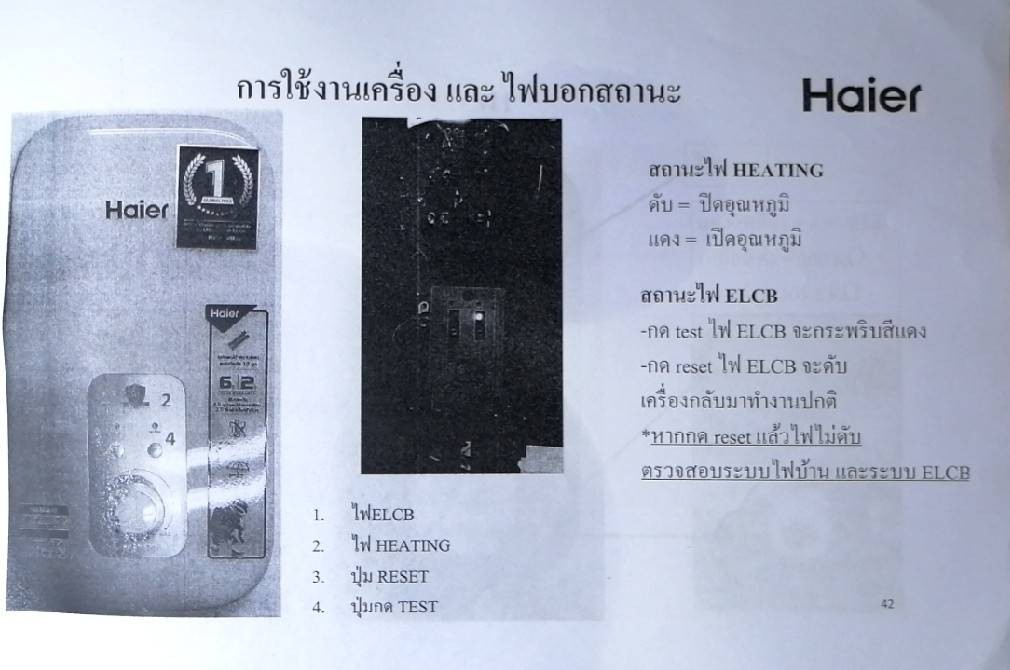 การใช้งานเครื่อง และ ไฟบอกสถานะ
Haier
Haier
1
Haier
6 2
2
4
สถานะไฟ HEATING
ดับ = ปิดอุณหภูมิ
แดง = เปิดอุณหภูมิ
สถานะไฟ ELCB
-กด test ไฟ ELCB จะกระพริบสีแดง
-กด reset ไฟ ELCB จะดับ
เครื่องกลับมาทำงานปกติ
*หากกด reset แล้วไฟไม่ดับ
ตรวจสอบระบบไฟบ้าน และระบบ ELCB
1. ไฟELCB
2. ไฟ HEATING
3. ปุ่ม RESET
4. ปุ่มกด TEST
42